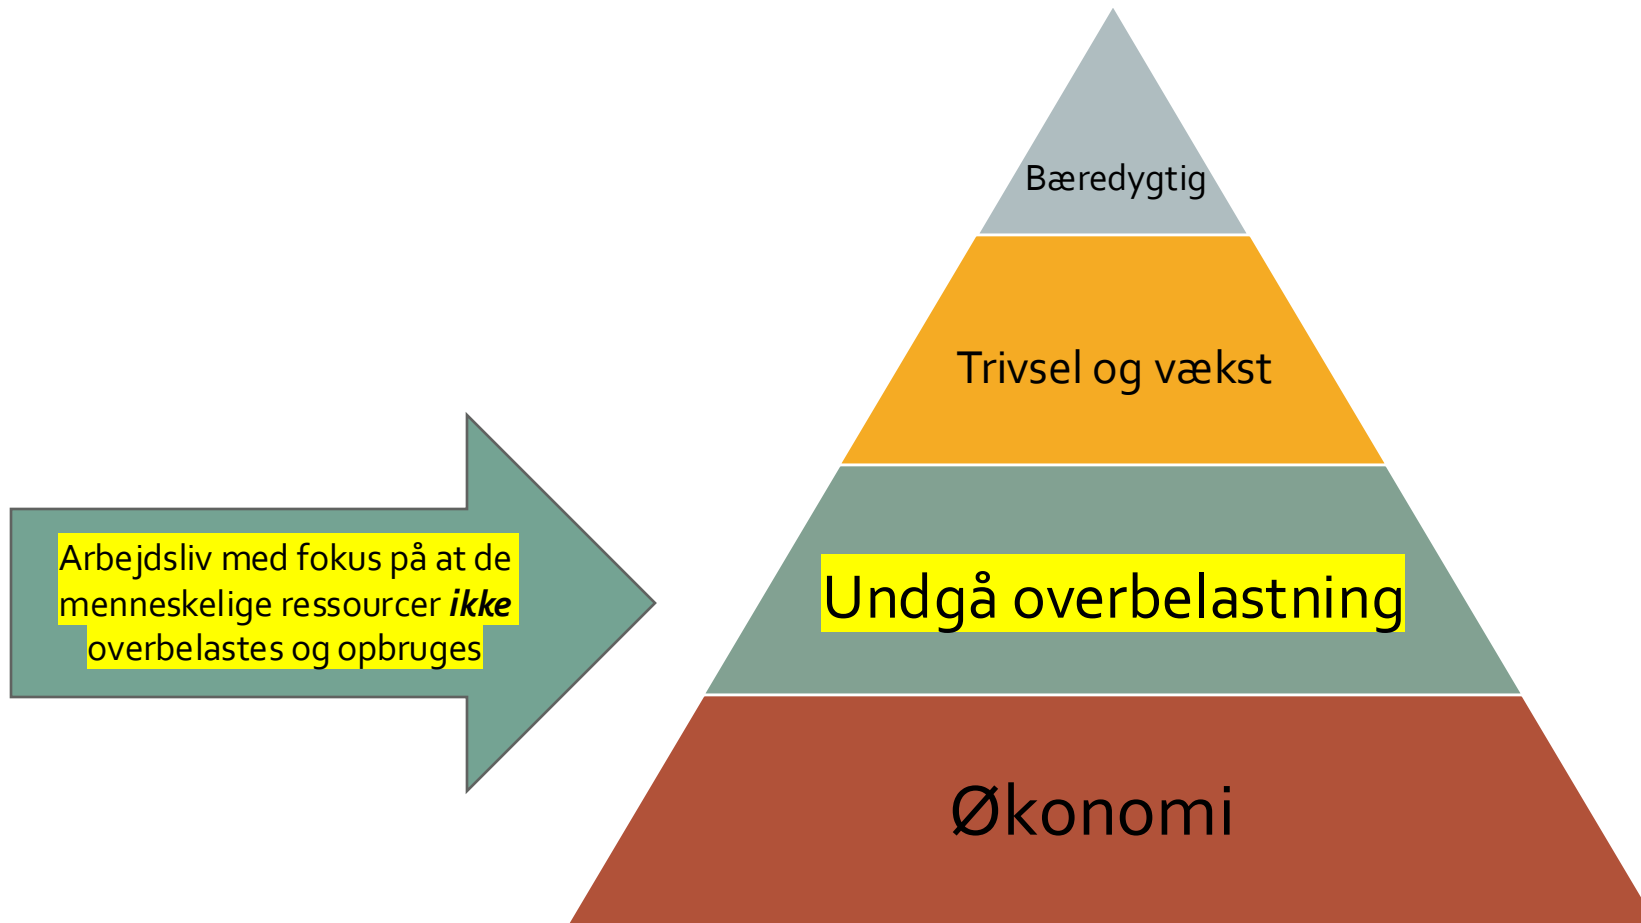 Bæredygtig
Trivsel og vækst
Arbejdsliv med fokus på at de
menneskelige ressourcer ikke
overbelastes og opbruges
Undgå overbelastning
Økonomi